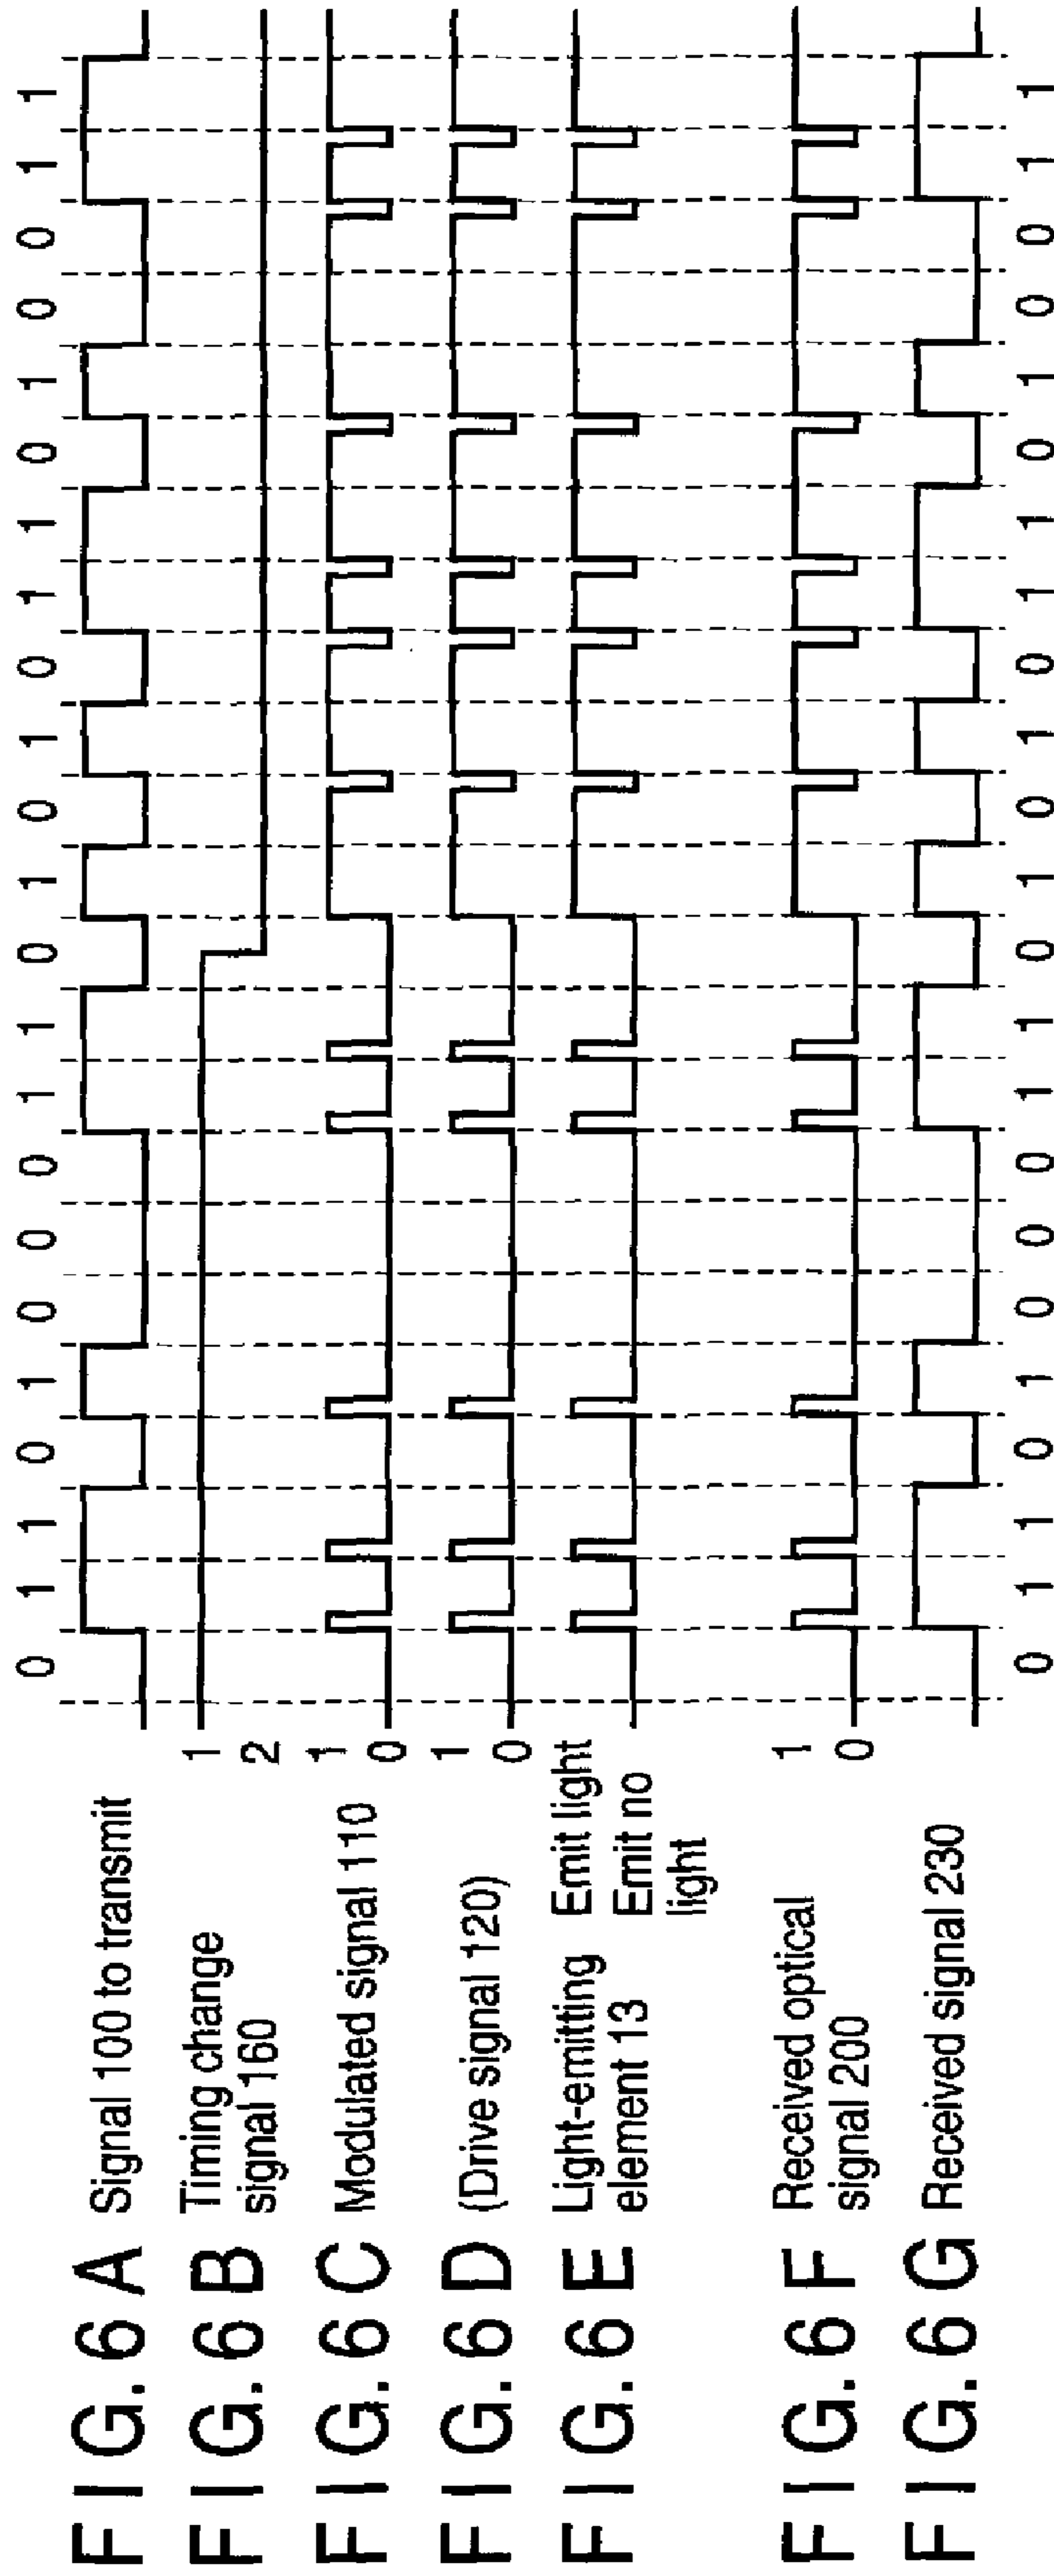 0 1 1 0 1 0 0 0 1 1 0 1 0 1 0 1 1 0 1 0 0 1 1
FIG. 6A Signal 100 to transmit
FIG. 6B Timing change
signal 160
1
2
FIG. 6C Modulated signal 110
1
0
FIG. 6D (Drive signal 120)
1
0
FIG. 6E Light-emitting
element 13
Emit light
Emit no
light
FIG. 6F Received optical
signal 200
1
0
FIG. 6G Received signal 230
0 1 1 0 1 0 0 0 1 1 0 1 0 1 0 1 1 0 1 0 0 1 1